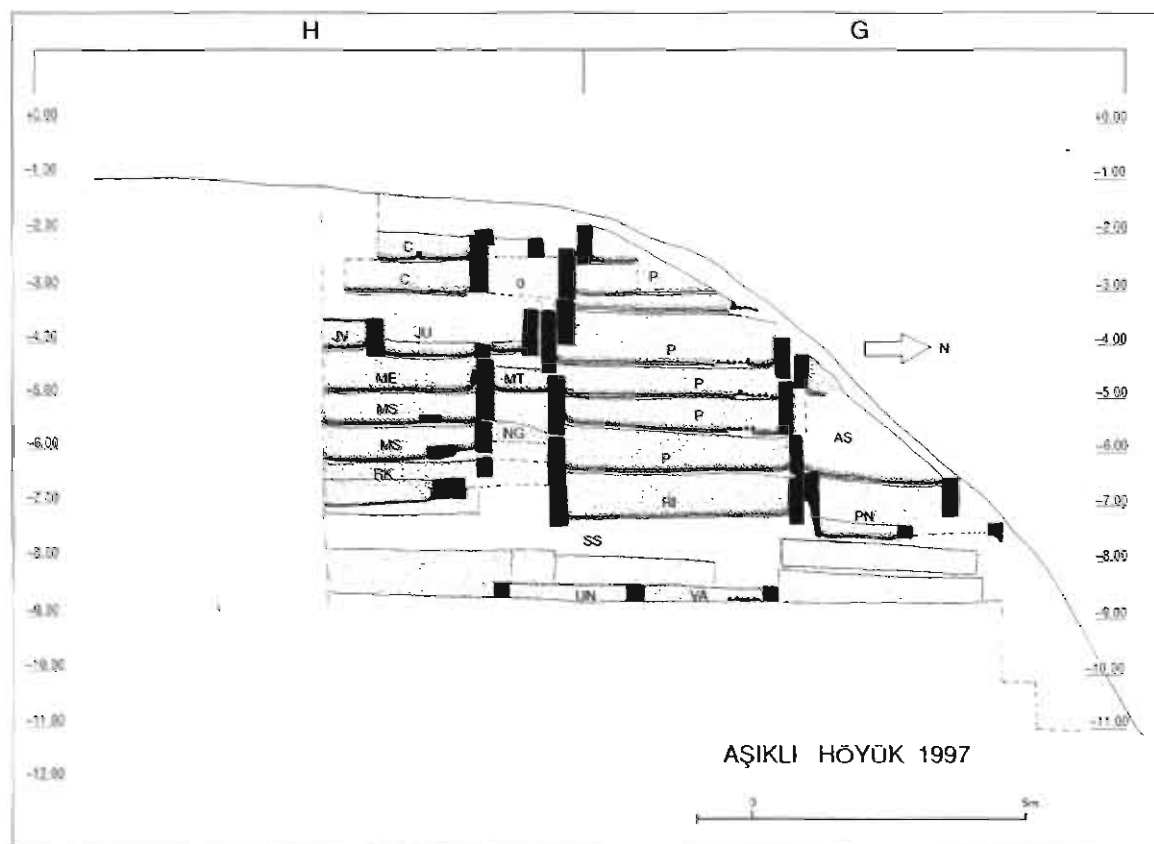 H G
+0.00 +0.00
-1.00 -1.00
-2.00 -2.00
C
C P
-3.00 -3.00
-4.00 JV JU P N -4.00
-5.00 ME MT P -5.00
MS P
-6.00 MS NG P AS -6.00
RK
-7.00 RI PN -7.00
-8.00 SS -8.00
UN VA
-9.00 -9.00
-10.00 -10.00
-11.00 -11.00
-12.00
AŞIKLI HÖYÜK 1997
0 5m